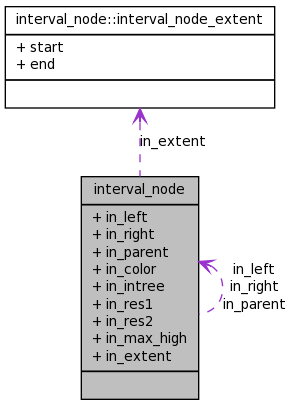 interval_node::interval_node_extent
+ start
+ end
in_extent
interval_node
+ in_left
+ in_right
+ in_parent
+ in_color
+ in_intree
+ in_res1
+ in_res2
+ in_max_high
+ in_extent
in_left
in_right
in_parent